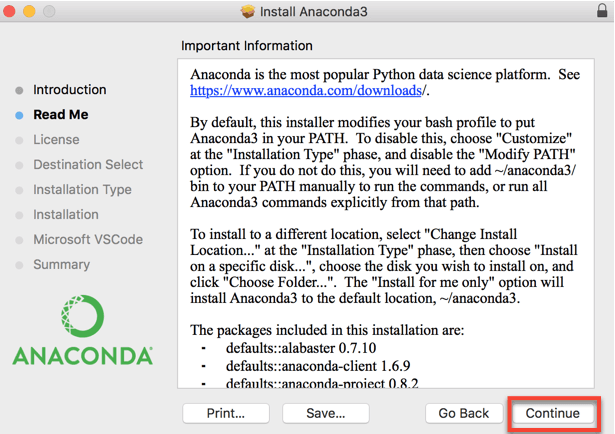 Install Anaconda3
Important Information
Introduction
Read Me
License
Destination Select
Installation Type
Installation
Microsoft VSCode
Summary
ANACONDA®
Anaconda is the most popular Python data science platform.  See
https://www.anaconda.com/downloads/.
By default, this installer modifies your bash profile to put
Anaconda3 in your PATH.  To disable this, choose "Customize"
at the "Installation Type" phase, and disable the "Modify PATH"
option.  If you do not do this, you will need to add ~/anaconda3/
bin to your PATH manually to run the commands, or run all
Anaconda3 commands explicitly from that path.
To install to a different location, select "Change Install
Location..." at the "Installation Type" phase, then choose "Install
on a specific disk...", choose the disk you wish to install on, and
click "Choose Folder...".  The "Install for me only" option will
install Anaconda3 to the default location, ~/anaconda3.
The packages included in this installation are:
- defaults::alabaster 0.7.10
- defaults::anaconda-client 1.6.9
- defaults::anaconda-project 0.8.2
Print...
Save...
Go Back
Continue